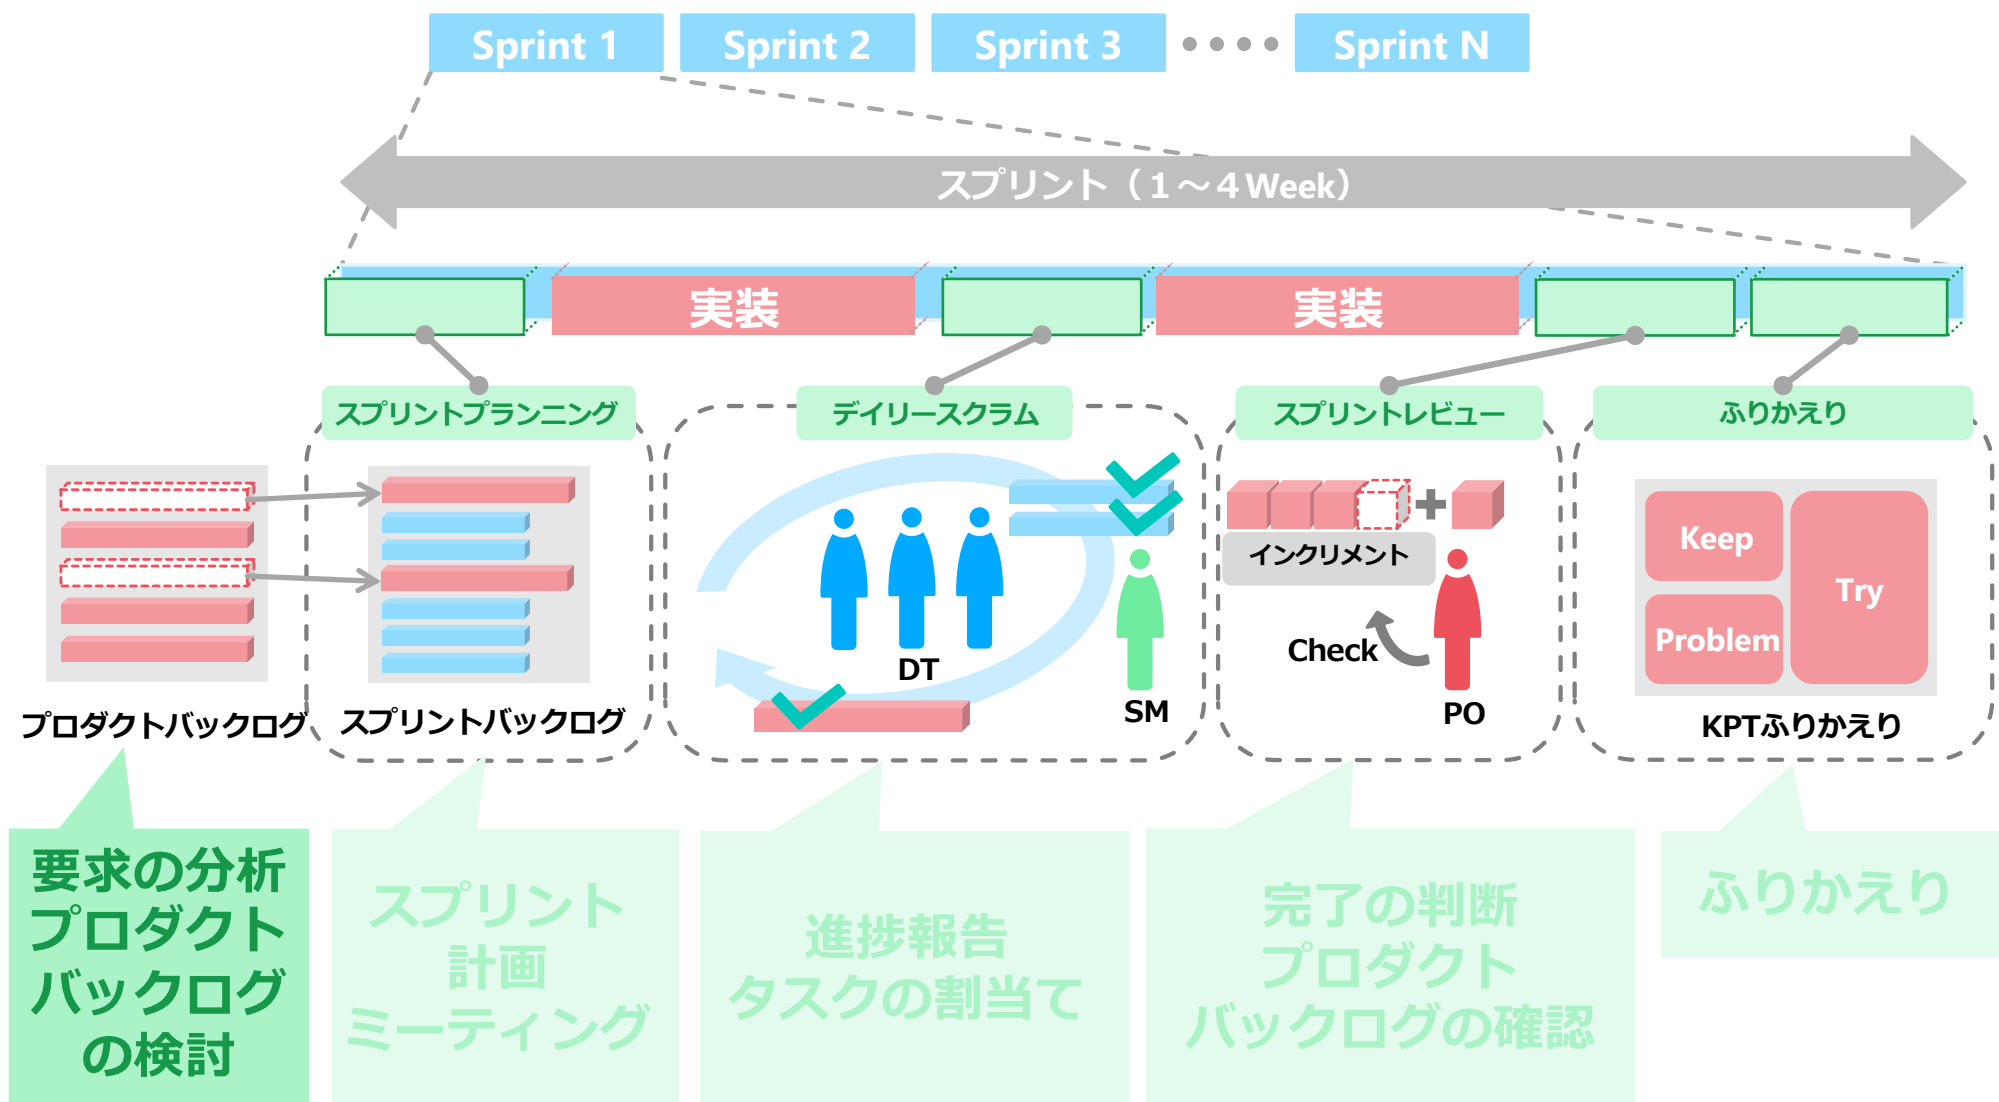 Sprint 1
Sprint 2
Sprint 3
Sprint N
スプリント（１～４Week）
実装
実装
スプリントプランニング
デイリースクラム
スプリントレビュー
ふりかえり
インクリメント
Keep
Problem
Try
Check
DT
SM
PO
プロダクトバックログ
スプリントバックログ
KPTふりかえり
要求の分析
プロダクト
バックログ
の検討
スプリント
計画
ミーティング
進捗報告
タスクの割当て
完了の判断
プロダクト
バックログの確認
ふりかえり